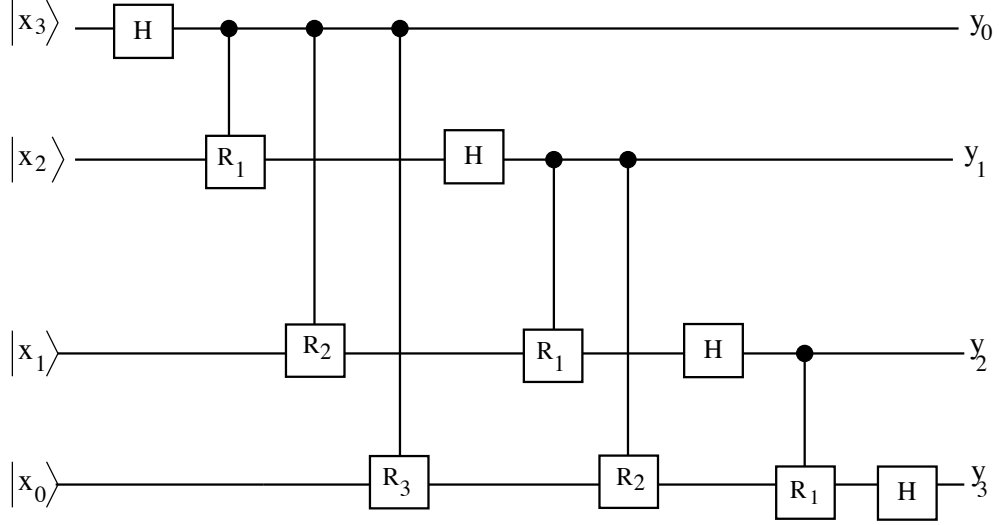 |x₃⟩ H y₀
|x₂⟩ R₁ H y₁
|x₁⟩ R₂ R₁ H y₂
|x₀⟩ R₃ R₂ R₁ H y₃